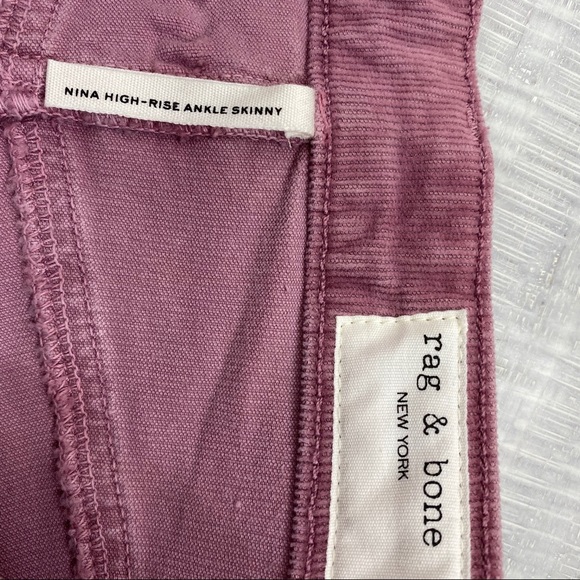 NINA HIGH-RISE ANKLE SKINNY
rag & bone
NEW YORK